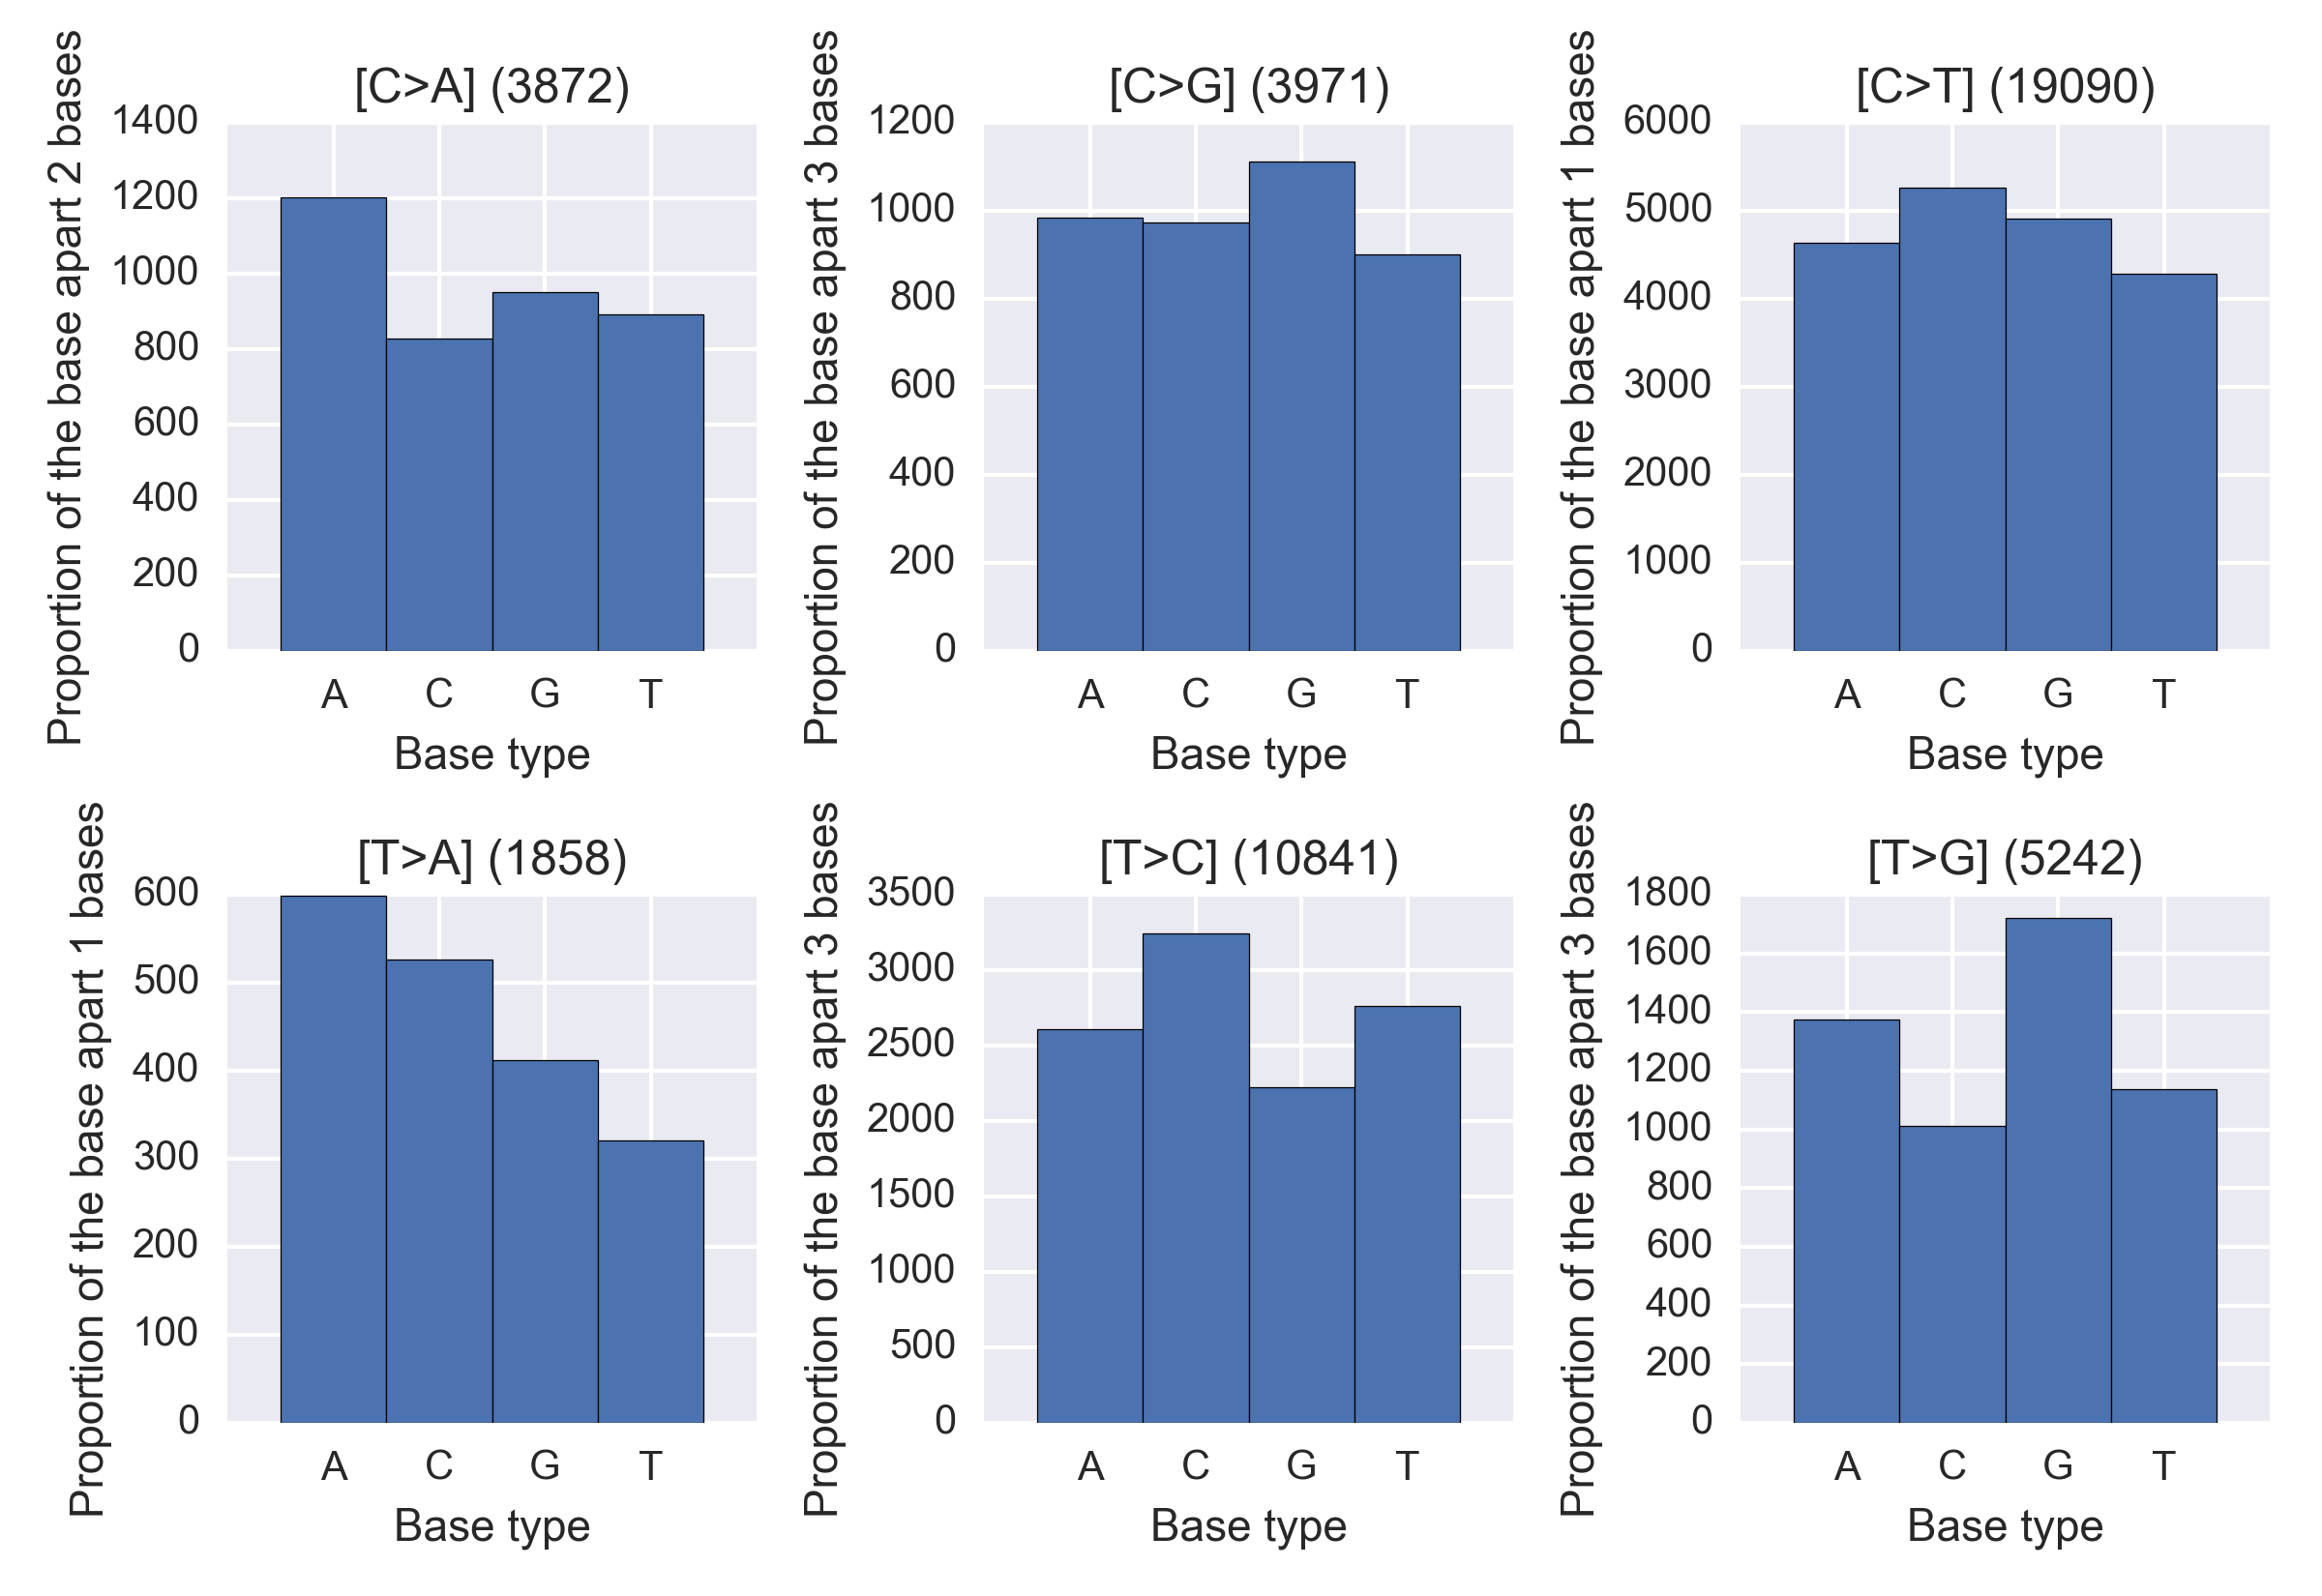 [C>A] (3872)
Proportion of the base apart 2 bases
1400
1200
1000
800
600
400
200
0
A C G T
Base type
[C>G] (3971)
Proportion of the base apart 3 bases
1200
1000
800
600
400
200
0
A C G T
Base type
[C>T] (19090)
Proportion of the base apart 1 bases
6000
5000
4000
3000
2000
1000
0
A C G T
Base type
[T>A] (1858)
Proportion of the base apart 1 bases
600
500
400
300
200
100
0
A C G T
Base type
[T>C] (10841)
Proportion of the base apart 3 bases
3500
3000
2500
2000
1500
1000
500
0
A C G T
Base type
[T>G] (5242)
Proportion of the base apart 3 bases
1800
1600
1400
1200
1000
800
600
400
200
0
A C G T
Base type